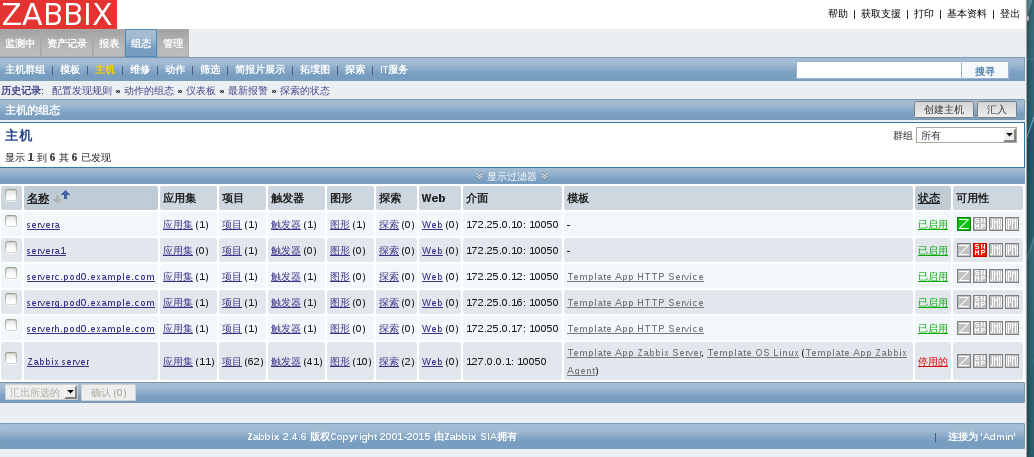 ZABBIX
帮助 | 获取支援 | 打印 | 基本资料 | 登出
监测中 资产记录 报表 组态 管理
主机群组 | 模板 | 主机 | 维修 | 动作 | 筛选 | 简报片展示 | 拓墣图 | 探索 | IT服务 搜寻
历史记录: 配置发现规则 » 动作的组态 » 仪表板 » 最新报警 » 探索的状态
主机的组态 创建主机 汇入
主机 群组 所有
显示 1 到 6 其 6 已发现
显示过滤器
名称 应用集 项目 触发器 图形 探索 Web 介面 模板 状态 可用性
servera 应用集 (1) 项目 (1) 触发器 (1) 图形 (1) 探索 (0) Web (0) 172.25.0.10: 10050 - 已启用 Z SNMP JMX IPMI
servera1 应用集 (0) 项目 (1) 触发器 (0) 图形 (0) 探索 (0) Web (0) 172.25.0.10: 10050 - 已启用 Z SNMP JMX IPMI
serverc.pod0.example.com 应用集 (1) 项目 (1) 触发器 (1) 图形 (0) 探索 (0) Web (0) 172.25.0.12: 10050 Template App HTTP Service 已启用 Z SNMP JMX IPMI
serverg.pod0.example.com 应用集 (1) 项目 (1) 触发器 (1) 图形 (0) 探索 (0) Web (0) 172.25.0.16: 10050 Template App HTTP Service 已启用 Z SNMP JMX IPMI
serverh.pod0.example.com 应用集 (1) 项目 (1) 触发器 (1) 图形 (0) 探索 (0) Web (0) 172.25.0.17: 10050 Template App HTTP Service 已启用 Z SNMP JMX IPMI
Zabbix server 应用集 (11) 项目 (62) 触发器 (41) 图形 (10) 探索 (2) Web (0) 127.0.0.1: 10050 Template App Zabbix Server, Template OS Linux (Template App Zabbix Agent) 停用的 Z SNMP JMX IPMI
汇出所选的 确认 (0)
Zabbix 2.4.6 版权Copyright 2001-2015 由Zabbix SIA拥有 | 连接为 'Admin'